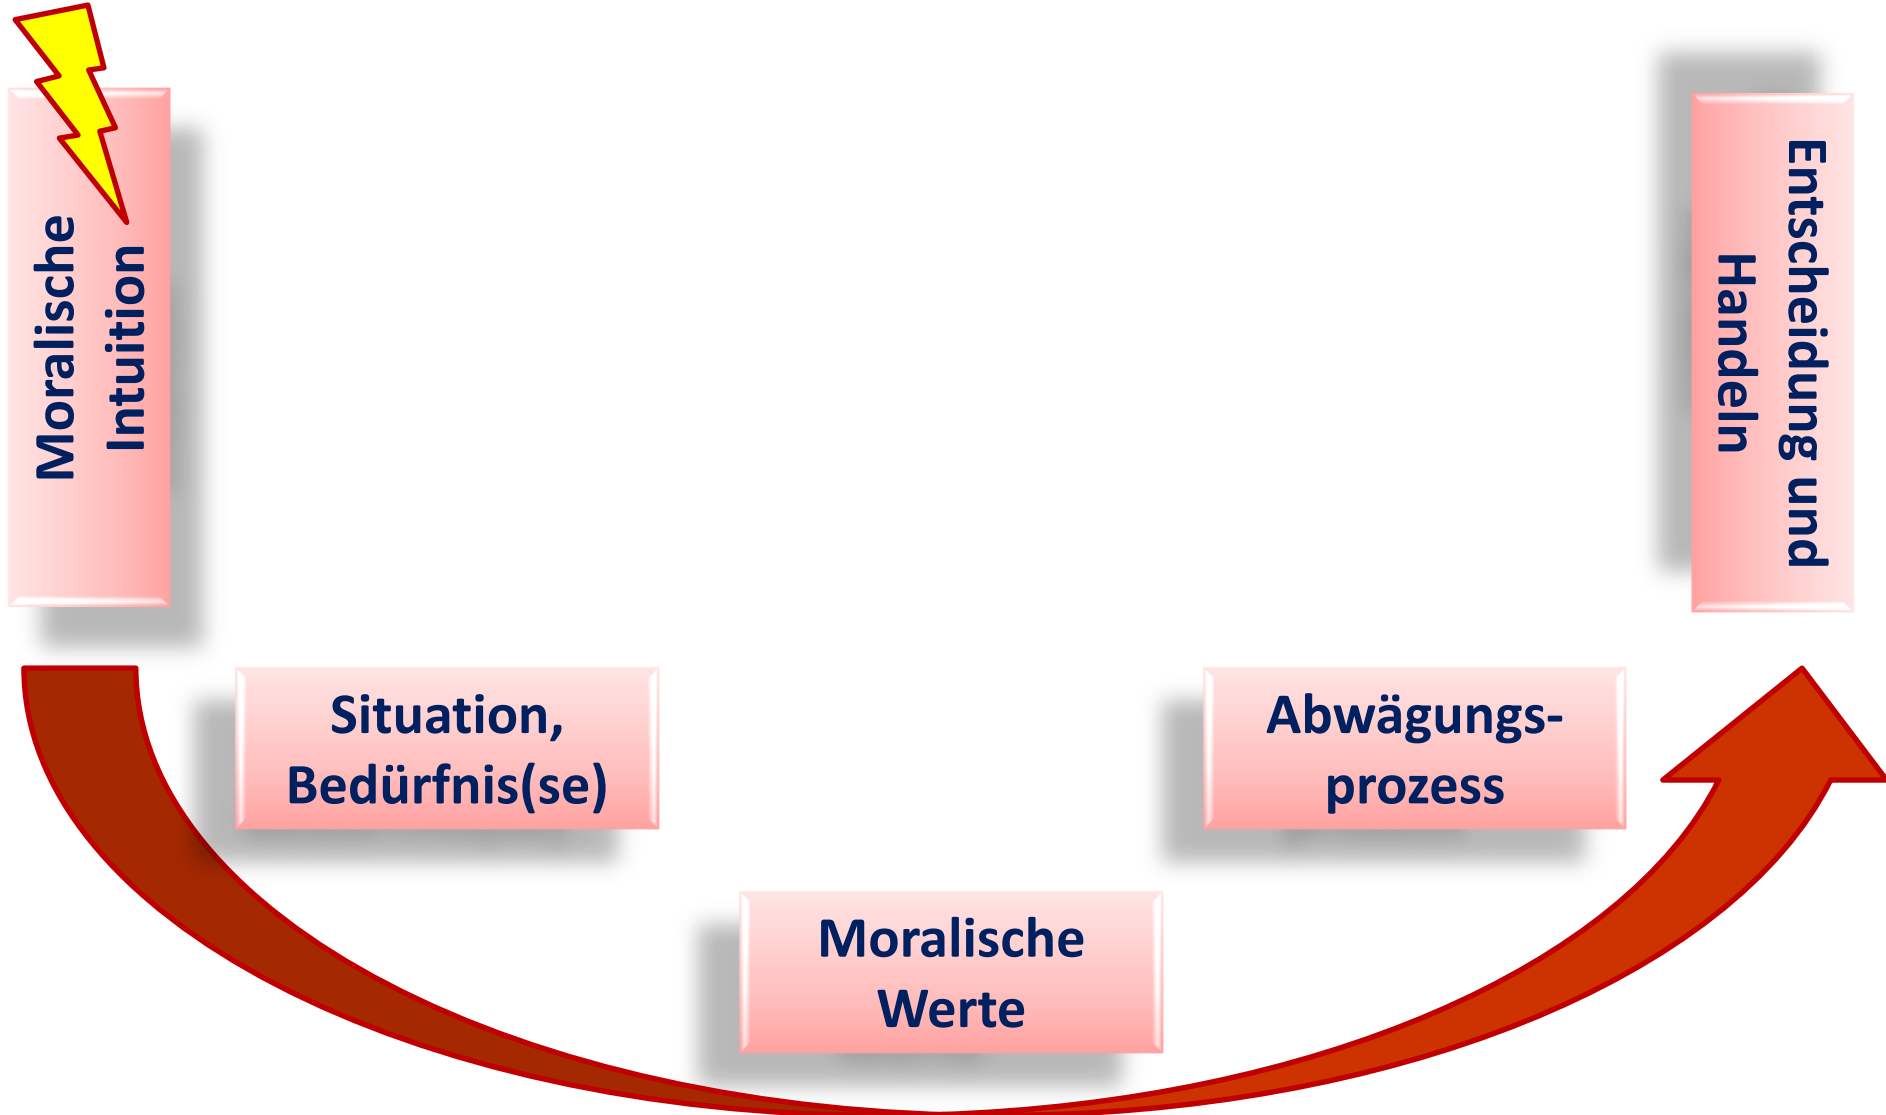 Moralische
Intuition
Situation,
Bedürfnis(se)
Moralische
Werte
Abwägungs-
prozess
Entscheidung und
Handeln